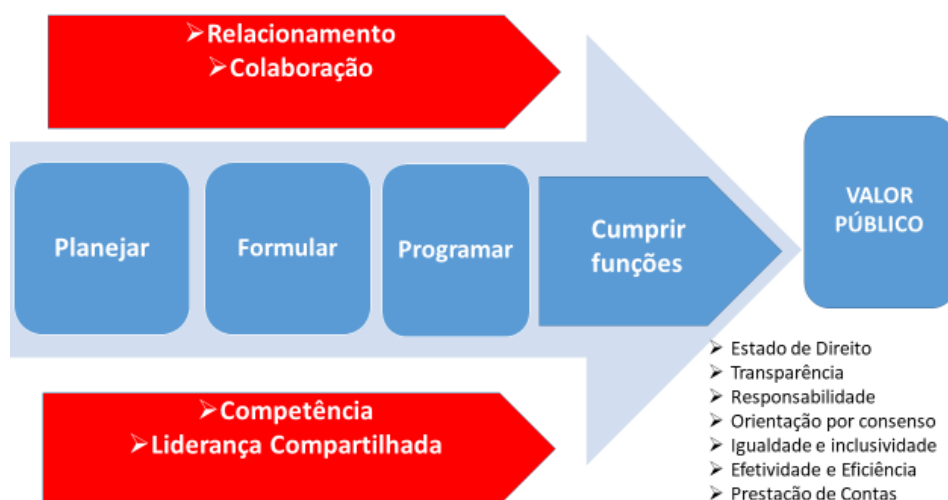 ➢Relacionamento
➢Colaboração
Planejar
Formular
Programar
Cumprir
funções
VALOR
PÚBLICO
➢Competência
➢Liderança Compartilhada
➢ Estado de Direito
➢ Transparência
➢ Responsabilidade
➢ Orientação por consenso
➢ Igualdade e inclusividade
➢ Efetividade e Eficiência
➢ Prestação de Contas